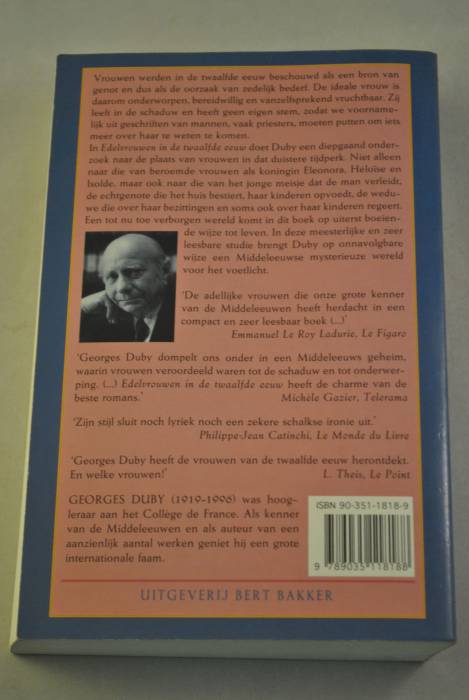 Vrouwen werden in de twaalfde eeuw beschouwd als een bron van
genot en dus als de oorzaak van zedelijk bederf. De ideale vrouw is
daarom onderworpen, bereidwillig en vanzelfsprekend vruchtbaar. Zij
leeft in de schaduw en heeft geen eigen stem, zodat we voorname-
lijk uit geschriften van mannen, vaak priesters, moeten putten om iets
meer over haar te weten te komen.
In Edelvrouwen in de twaalfde eeuw doet Duby een diepgaand onder-
zoek naar de plaats van vrouwen in dat duistere tijdperk. Niet alleen
naar die van beroemde vrouwen als koningin Eleonora, Heloïse en
Isolde, maar ook naar die van het jonge meisje dat de man verleidt,
de echtgenote die het huis bestiert, haar kinderen opvoedt, de wedu-
we die over haar bezittingen en soms ook over haar kinderen regeert.
Een tot nu toe verborgen wereld komt in dit boek op uiterst boeien-
de wijze tot leven. In deze meesterlijke en zeer
leesbare studie brengt Duby op onnavolgbare
wijze een Middeleeuwse mysterieuze wereld
voor het voetlicht.
'De adellijke vrouwen die onze grote kenner
van de Middeleeuwen heeft herdacht in een
compact en zeer leesbaar boek (...)'
Emmanuel Le Roy Ladurie, Le Figaro
'Georges Duby dompelt ons onder in een Middeleeuws geheim,
waarin vrouwen veroordeeld waren tot de schaduw en tot onderwer-
ping. (...) Edelvrouwen in de twaalfde eeuw heeft de charme van de
beste romans.' Michèle Gazier, Telerama
'Zijn stijl sluit noch lyriek noch een zekere schalkse ironie uit.'
Philippe-Jean Catinchi, Le Monde du Livre
'Georges Duby heeft de vrouwen van de twaalfde eeuw herontdekt.
En welke vrouwen!' L. Theis, Le Point
GEORGES DUBY (1919-1996) was hoog-
leraar aan het Collège de France. Als kenner
van de Middeleeuwen en als auteur van een
aanzienlijk aantal werken geniet hij een grote
internationale faam.
ISBN 90-351-1818-9
9 789035 118188
UITGEVERIJ BERT BAKKER